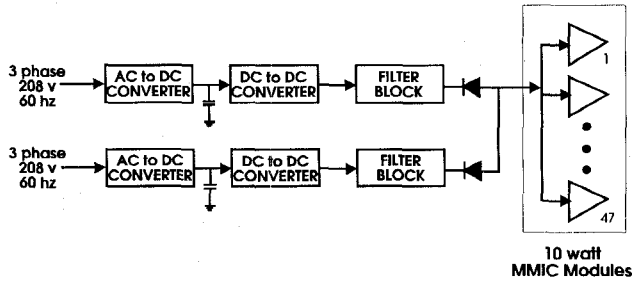 3 phase
208 v
60 hz
AC to DC
CONVERTER
DC to DC
CONVERTER
FILTER
BLOCK
1
3 phase
208 v
60 hz
AC to DC
CONVERTER
DC to DC
CONVERTER
FILTER
BLOCK
47
10 watt
MMIC Modules